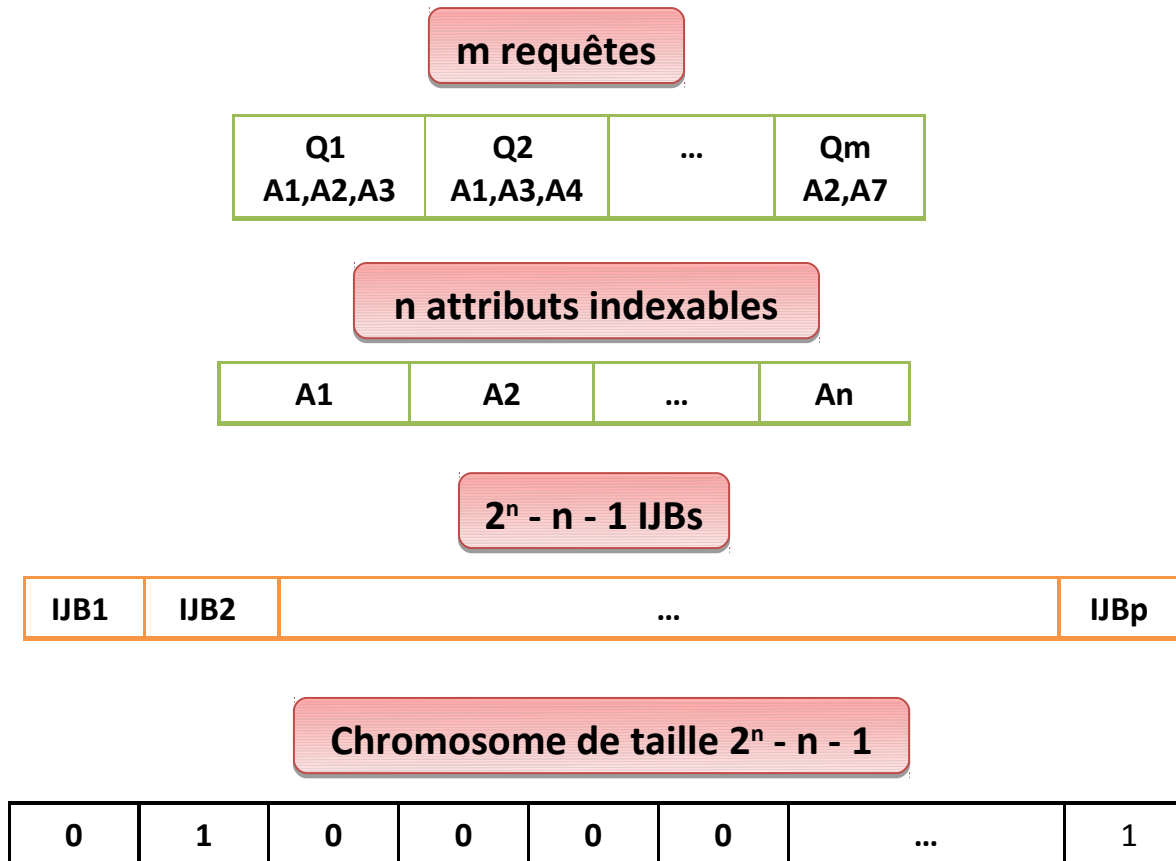 m requêtes
Q1 Q2 ... Qm
A1,A2,A3 A1,A3,A4 A2,A7
n attributs indexables
A1 A2 ... An
2ⁿ - n - 1 IJBs
IJB1 IJB2 ... IJBp
Chromosome de taille 2ⁿ - n - 1
0 1 0 0 0 0 ... 1